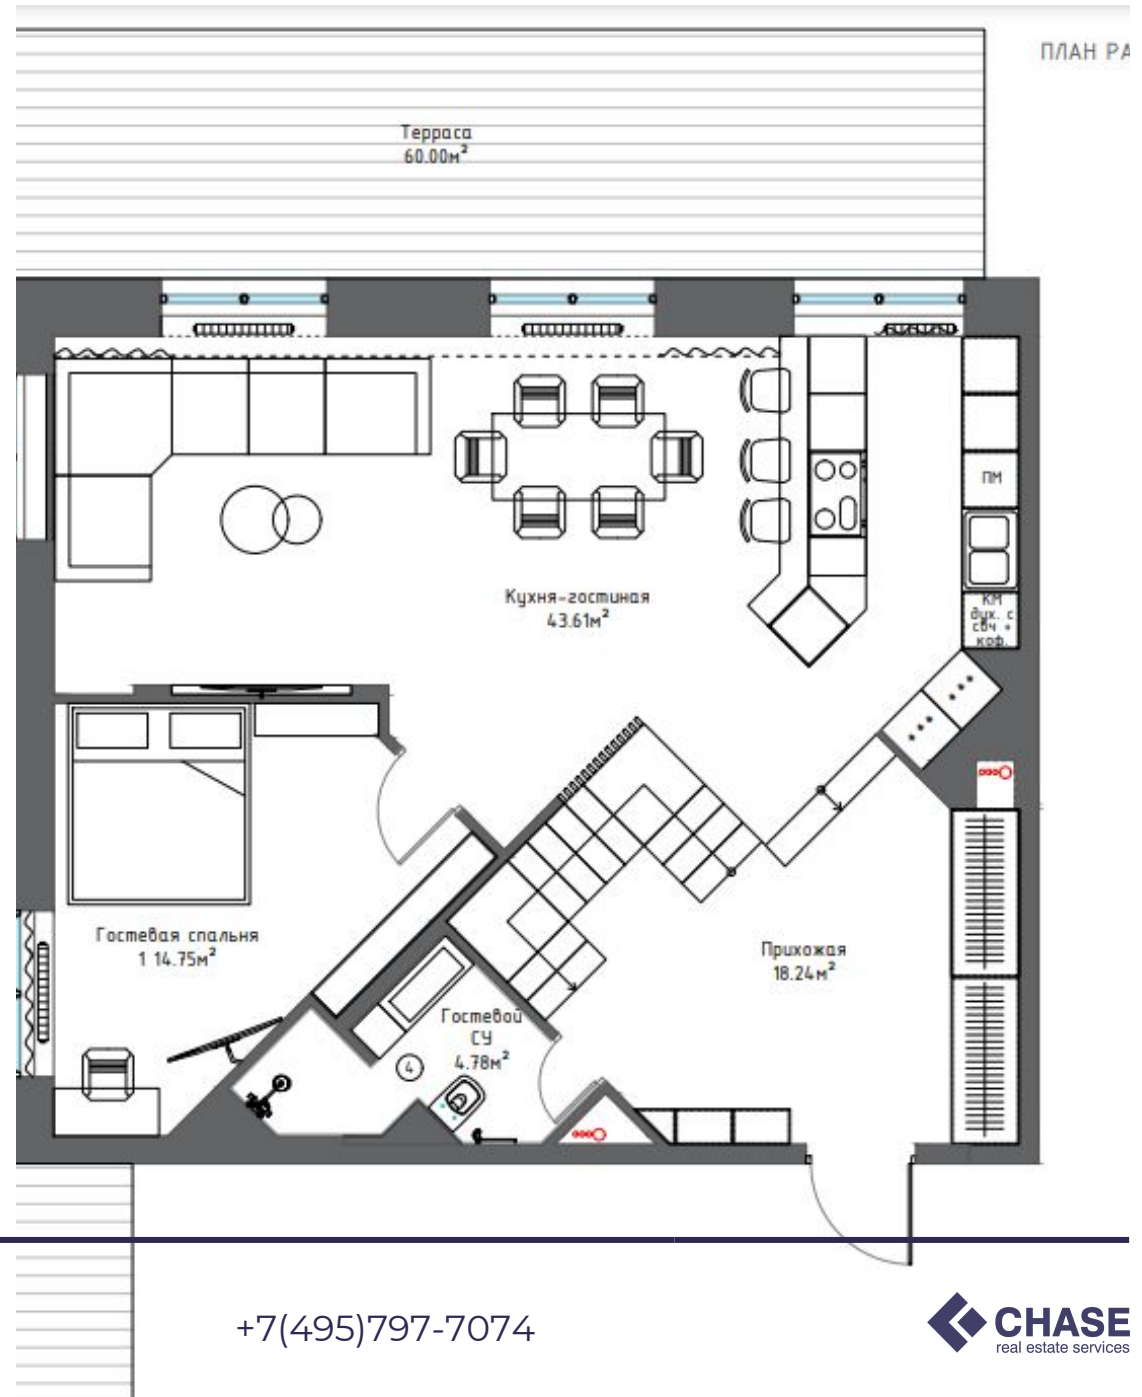 ПЛАН РА
Терраса
60.00м²
ПМ
Кухня-гостиная
43.61м²
КМ
дух. с
свч +
коф.
Гостевая спальня
1 14.75м²
Прихожая
18.24м²
Гостевой
СУ
4.78м²
4
+7(495)797-7074
CHASE
real estate services